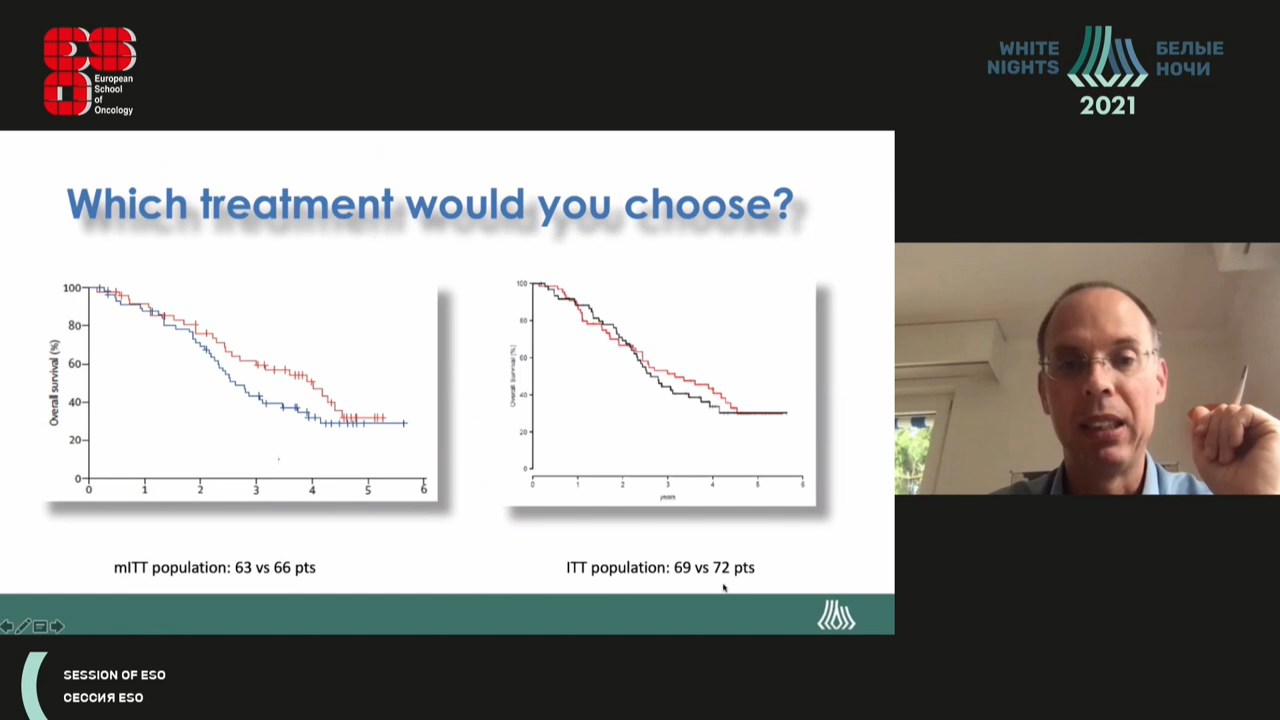 European
School
of
Oncology
WHITE
NIGHTS
БЕЛЫЕ
НОЧИ
2021
Which treatment would you choose?
Overall survival (%)
100
80
60
40
20
0
0 1 2 3 4 5 6
Overall survival (%)
100
80
60
40
20
0
0 1 2 3 4 5 6
years
mITT population: 63 vs 66 pts
ITT population: 69 vs 72 pts
SESSION OF ESO
СЕССИЯ ESO